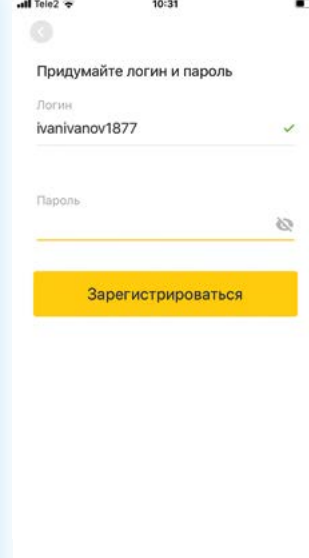 Tele2
10:31
Придумайте логин и пароль
Логин
ivanivanov1877
Пароль
Зарегистрироваться